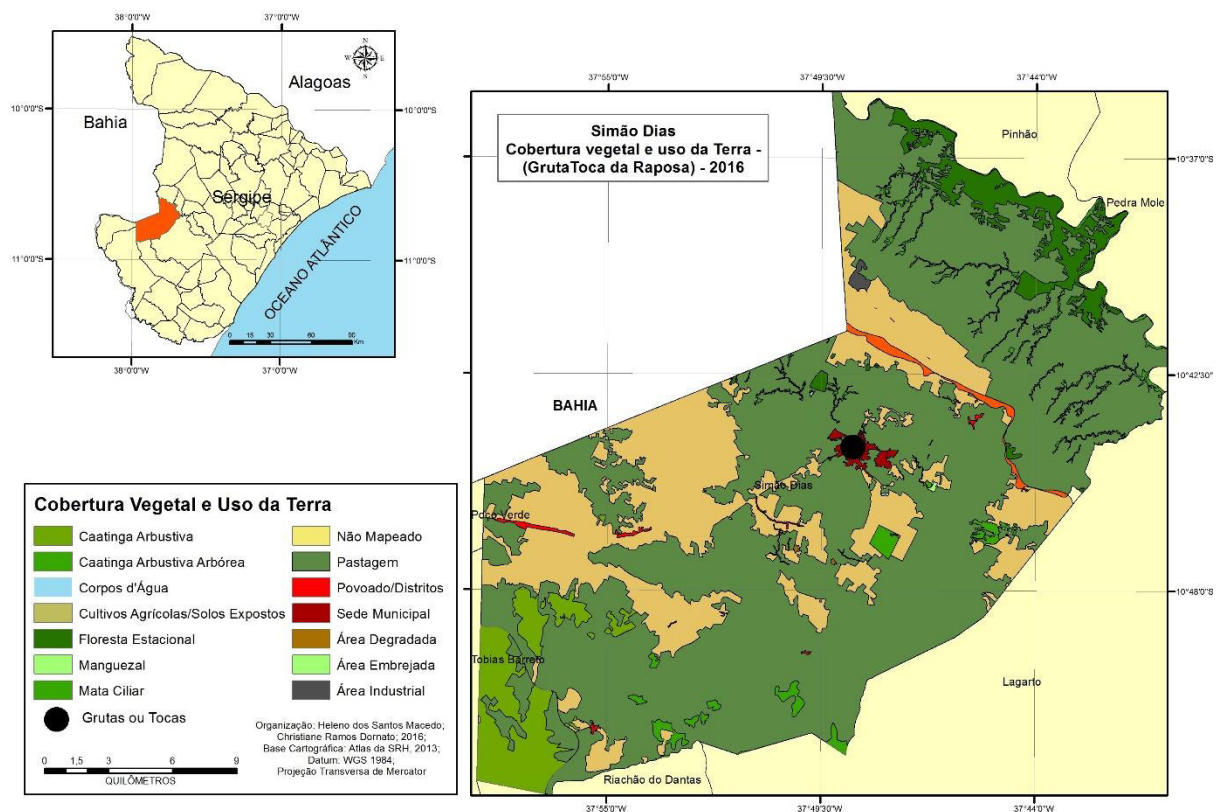 38°0'0"W
37°0'0"W
N
W
E
S
Alagoas
10°0'0"S
10°0'0"S
Bahia
Sergipe
11°0'0"S
11°0'0"S
OCEANO ATLÂNTICO
0 15 30 60 90
Km
38°0'0"W
37°0'0"W
37°55'0"W
37°49'30"W
37°44'0"W
Simão Dias
Cobertura vegetal e uso da Terra -
(GrutaToca da Raposa) - 2016
Pinhão
10°37'0"S
Pedra Mole
10°42'30"S
BAHIA
Simão Dias
Poço Verde
10°48'0"S
Tobias Barreto
Lagarto
Riachão do Dantas
37°55'0"W
37°49'30"W
37°44'0"W
Cobertura Vegetal e Uso da Terra
Caatinga Arbustiva
Caatinga Arbustiva Arbórea
Corpos d'Água
Cultivos Agrícolas/Solos Expostos
Floresta Estacional
Manguezal
Mata Ciliar
Grutas ou Tocas
Não Mapeado
Pastagem
Povoado/Distritos
Sede Municipal
Área Degradada
Área Embrejada
Área Industrial
Organização: Heleno dos Santos Macedo;
Christiane Ramos Dornato; 2016;
Base Cartográfica: Atlas da SRH, 2013;
Datum: WGS 1984;
Projeção Transversa de Mercator
0 1,5 3 6 9
QUILÔMETROS